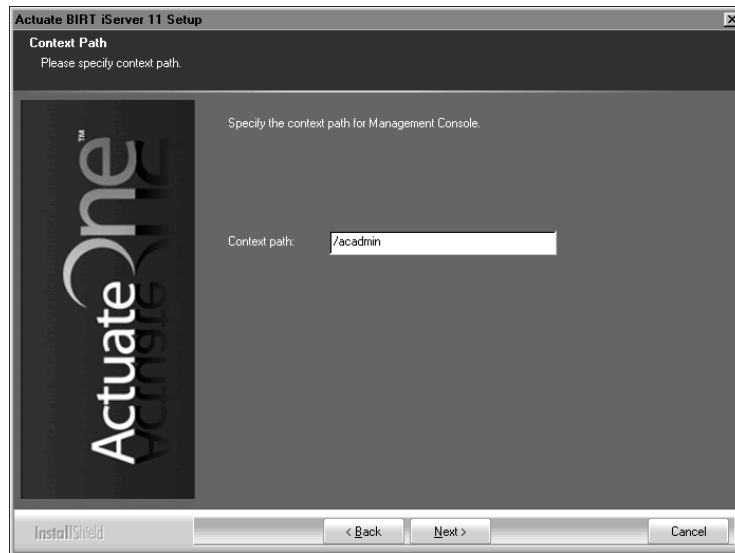 Actuate BIRT iServer 11 Setup
Context Path
Please specify context path.
Specify the context path for Management Console.
Context path: /acadmin
ActuateOne™
InstallShield
< Back Next > Cancel